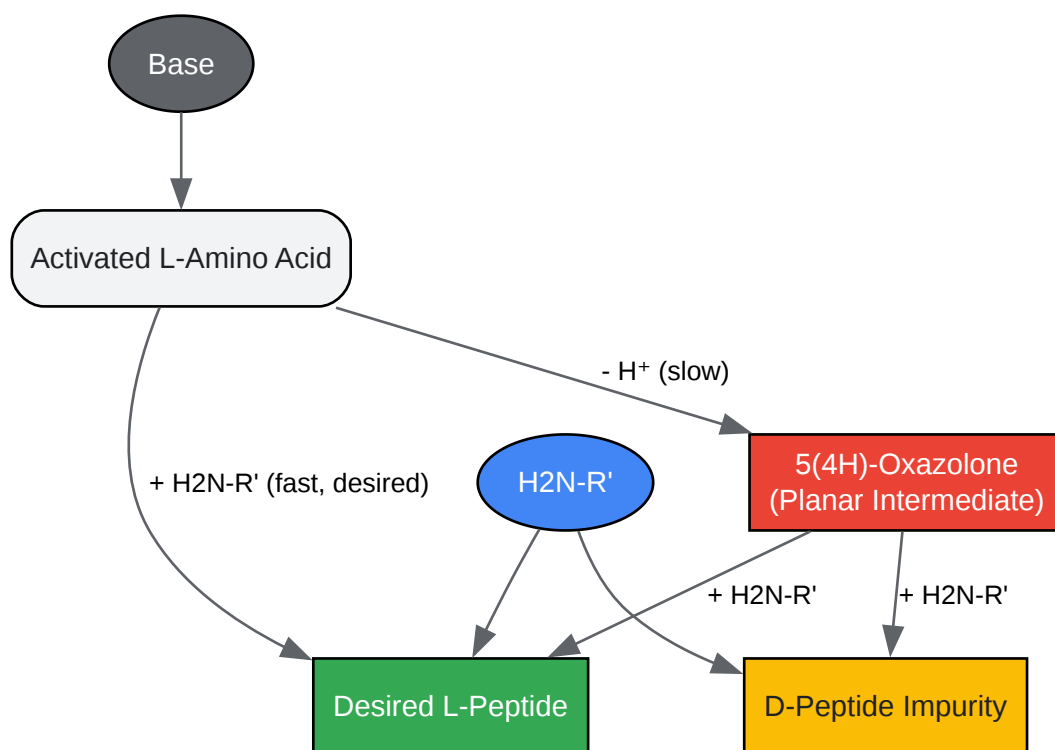 Base
Activated L-Amino Acid
- H⁺ (slow)
+ H2N-R' (fast, desired)
H2N-R'
5(4H)-Oxazolone
(Planar Intermediate)
+ H2N-R'
+ H2N-R'
Desired L-Peptide
D-Peptide Impurity